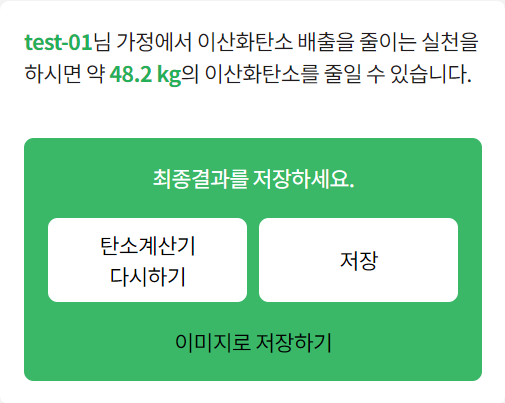 test-01님 가정에서 이산화탄소 배출을 줄이는 실천을
하시면 약 48.2 kg의 이산화탄소를 줄일 수 있습니다.
최종결과를 저장하세요.
탄소계산기
다시하기
저장
이미지로 저장하기